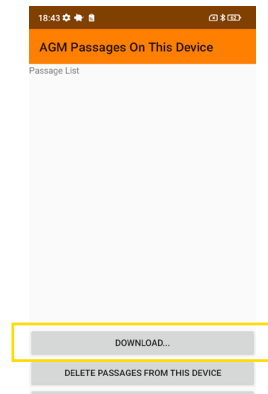 18:43
AGM Passages On This Device
Passage List
DOWNLOAD...
DELETE PASSAGES FROM THIS DEVICE